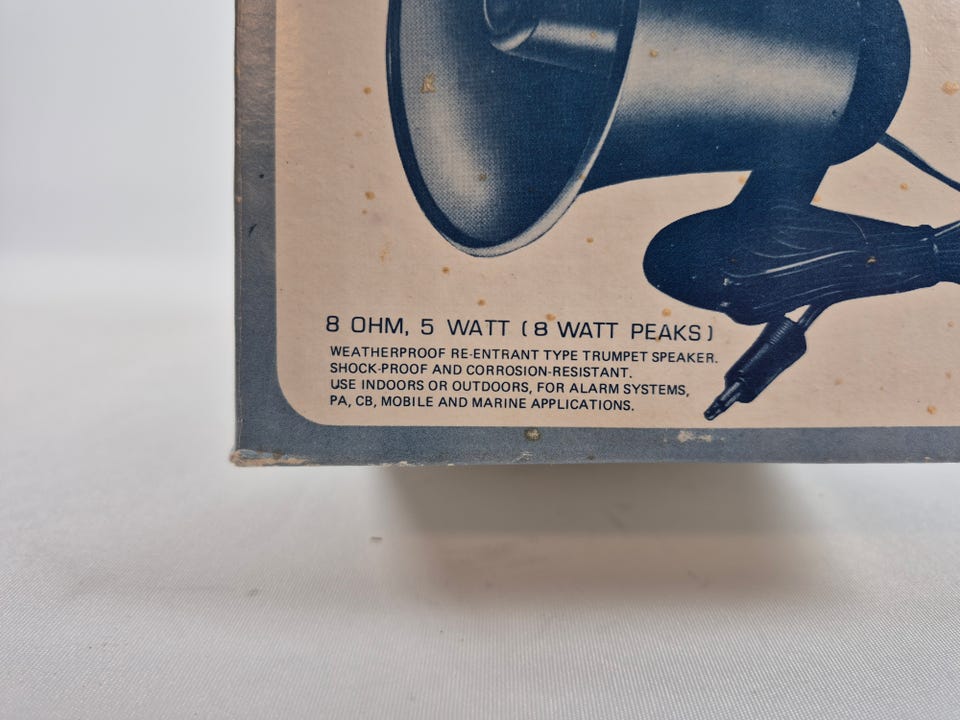 8 OHM, 5 WATT (8 WATT PEAKS)
WEATHERPROOF RE-ENTRANT TYPE TRUMPET SPEAKER.
SHOCK-PROOF AND CORROSION-RESISTANT.
USE INDOORS OR OUTDOORS, FOR ALARM SYSTEMS,
PA, CB, MOBILE AND MARINE APPLICATIONS.